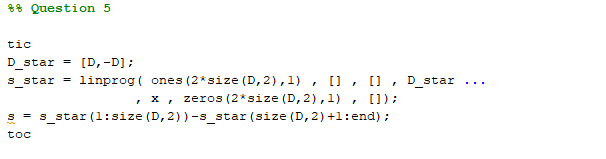 %% Question 5
tic
D_star = [D,-D];
s_star = linprog( ones(2*size(D,2),1) , [] , [] , D_star ...
, x , zeros(2*size(D,2),1) , []);
s = s_star(1:size(D,2))-s_star(size(D,2)+1:end);
toc